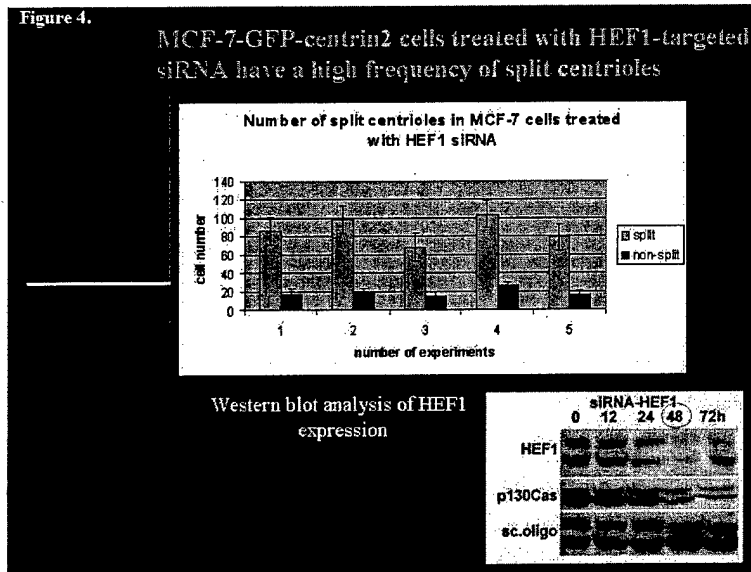 Figure 4.
MCF-7-GFP-centrin2 cells treated with HEF1-targeted
siRNA have a high frequency of split centrioles
Number of split centrioles in MCF-7 cells treated
with HEF1 siRNA
cell number
140
120
100
80
60
40
20
0
1 2 3 4 5
number of experiments
split
non-split
Western blot analysis of HEF1
expression
siRNA-HEF1
0 12 24 48 72h
HEF1
p130Cas
sc.oligo